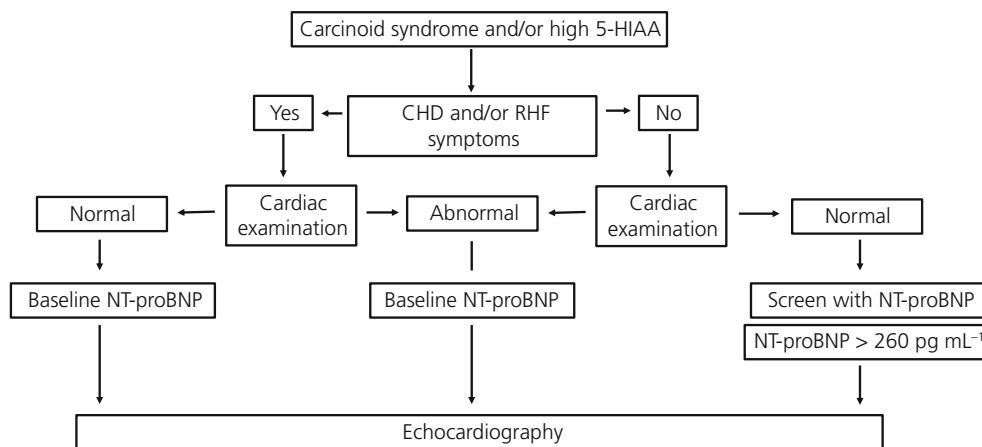 Carcinoid syndrome and/or high 5-HIAA
Yes
CHD and/or RHF
symptoms
No
Normal
Cardiac
examination
Abnormal
Cardiac
examination
Normal
Baseline NT-proBNP
Baseline NT-proBNP
Screen with NT-proBNP
NT-proBNP > 260 pg mL⁻¹
Echocardiography